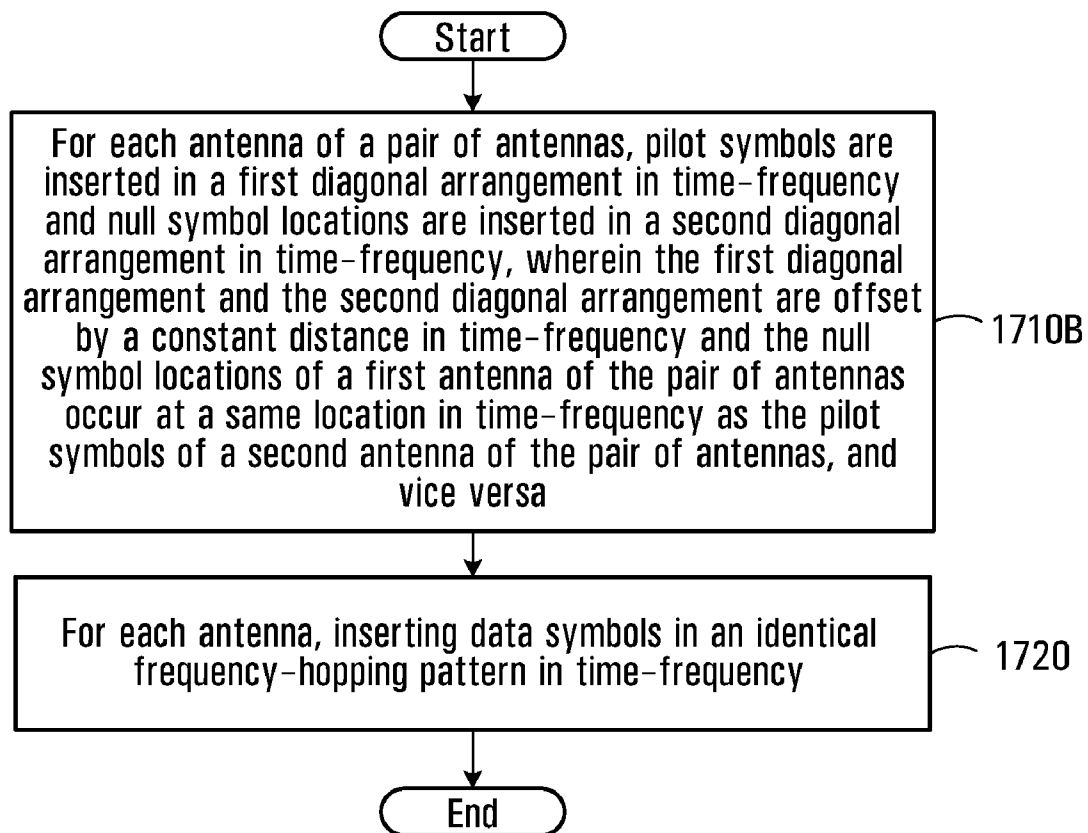 Start
For each antenna of a pair of antennas, pilot symbols are
inserted in a first diagonal arrangement in time-frequency
and null symbol locations are inserted in a second diagonal
arrangement in time-frequency, wherein the first diagonal
arrangement and the second diagonal arrangement are offset
by a constant distance in time-frequency and the null
symbol locations of a first antenna of the pair of antennas
occur at a same location in time-frequency as the pilot
symbols of a second antenna of the pair of antennas, and
vice versa
1710B
For each antenna, inserting data symbols in an identical
frequency-hopping pattern in time-frequency
1720
End